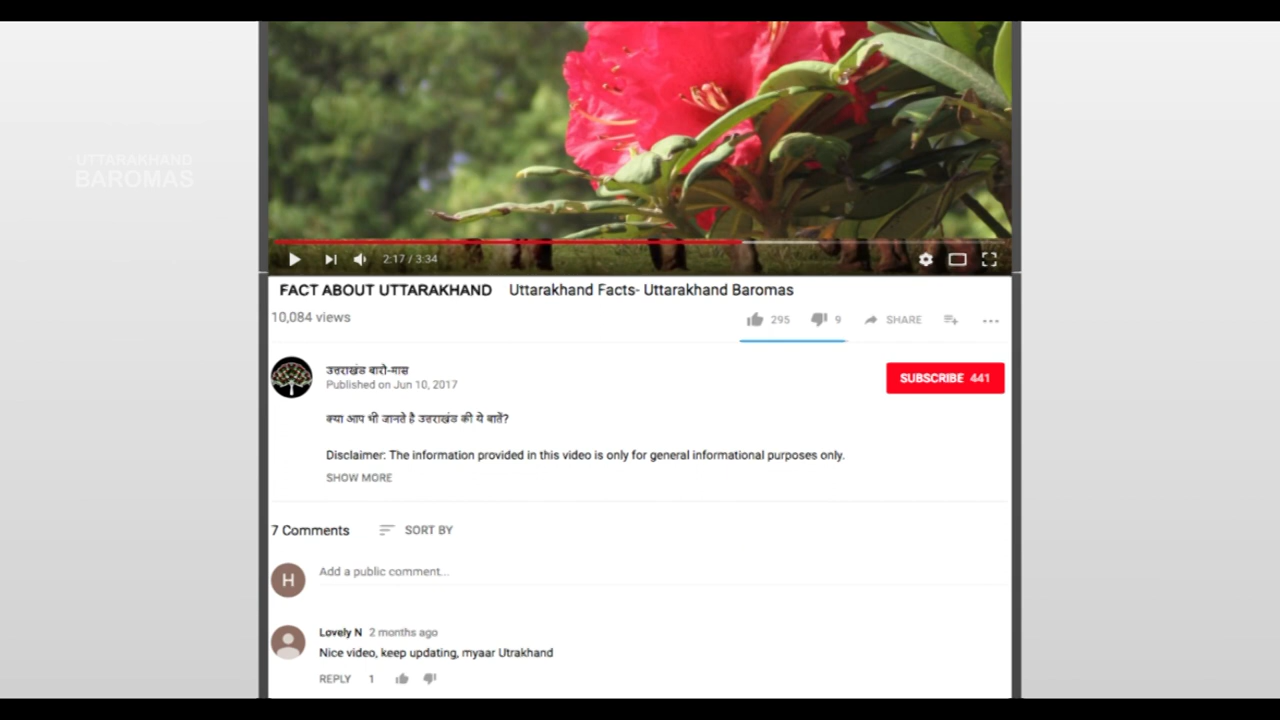 UTTARAKHAND
BAROMAS
2:17 / 3:34
FACT ABOUT UTTARAKHAND Uttarakhand Facts- Uttarakhand Baromas
10,084 views
295 9 SHARE
उत्तराखंड बारो-मास
Published on Jun 10, 2017
SUBSCRIBE 441
क्या आप भी जानते है उत्तराखंड की ये बातें?
Disclaimer: The information provided in this video is only for general informational purposes only.
SHOW MORE
7 Comments SORT BY
H
Add a public comment...
Lovely N 2 months ago
Nice video, keep updating, myaar Utrakhand
REPLY 1